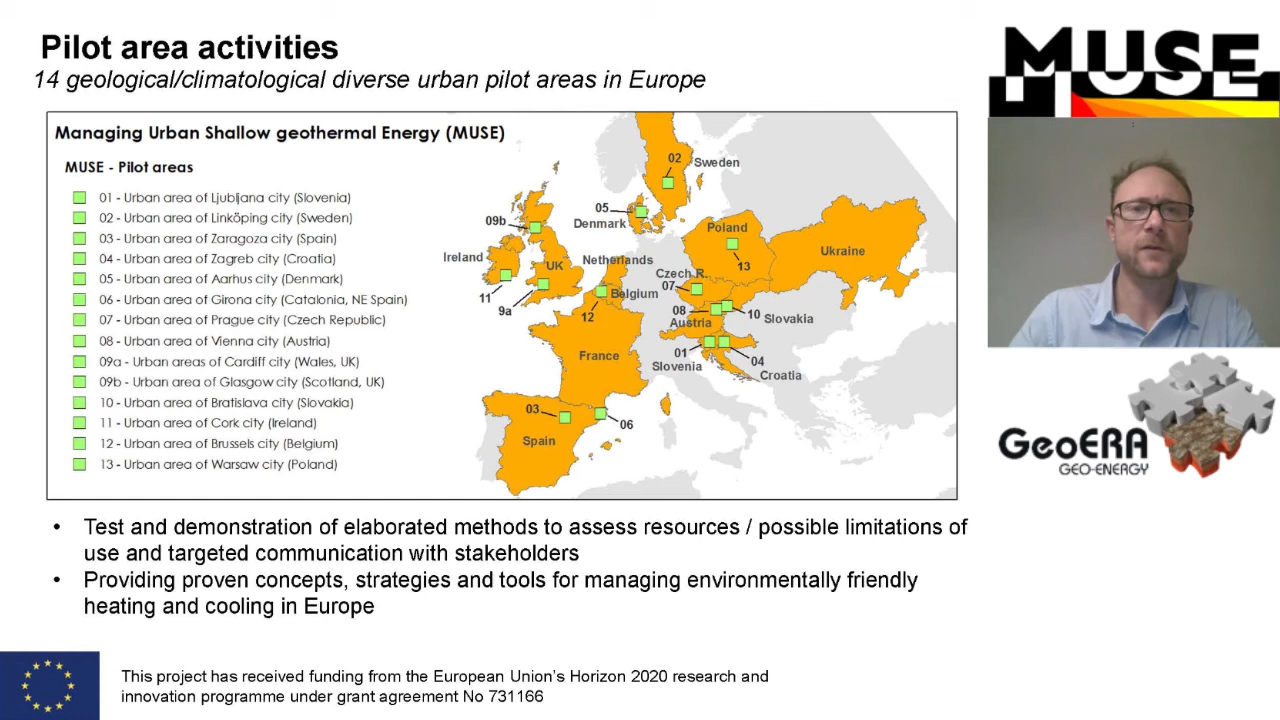 Pilot area activities
14 geological/climatological diverse urban pilot areas in Europe
MUSE
Managing Urban Shallow geothermal Energy (MUSE)
MUSE - Pilot areas
01 - Urban area of Ljubljana city (Slovenia)
02 - Urban area of Linköping city (Sweden)
03 - Urban area of Zaragoza city (Spain)
04 - Urban area of Zagreb city (Croatia)
05 - Urban area of Aarhus city (Denmark)
06 - Urban area of Girona city (Catalonia, NE Spain)
07 - Urban area of Prague city (Czech Republic)
08 - Urban area of Vienna city (Austria)
09a - Urban areas of Cardiff city (Wales, UK)
09b - Urban area of Glasgow city (Scotland, UK)
10 - Urban area of Bratislava city (Slovakia)
11 - Urban area of Cork city (Ireland)
12 - Urban area of Brussels city (Belgium)
13 - Urban area of Warsaw city (Poland)
02
Sweden
05
Denmark
09b
Poland
Ireland
UK
Netherlands
13
Ukraine
Czech R.
07
11
9a
Belgium
12
08
Austria
10
Slovakia
France
01
Slovenia
04
Croatia
03
06
Spain
GeoERA
GEO-ENERGY
• Test and demonstration of elaborated methods to assess resources / possible limitations of
use and targeted communication with stakeholders
• Providing proven concepts, strategies and tools for managing environmentally friendly
heating and cooling in Europe
This project has received funding from the European Union's Horizon 2020 research and
innovation programme under grant agreement No 731166